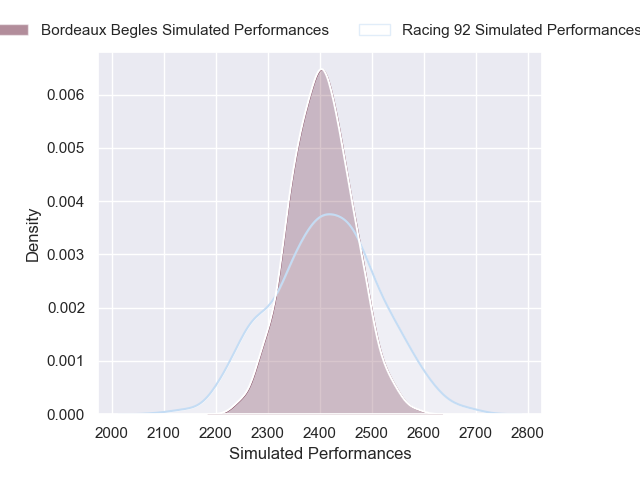 Bordeaux Begles Simulated Performances Racing 92 Simulated Performances
0.006
0.005
0.004
0.003
0.002
0.001
0.000
Density
2000 2100 2200 2300 2400 2500 2600 2700 2800
Simulated Performances